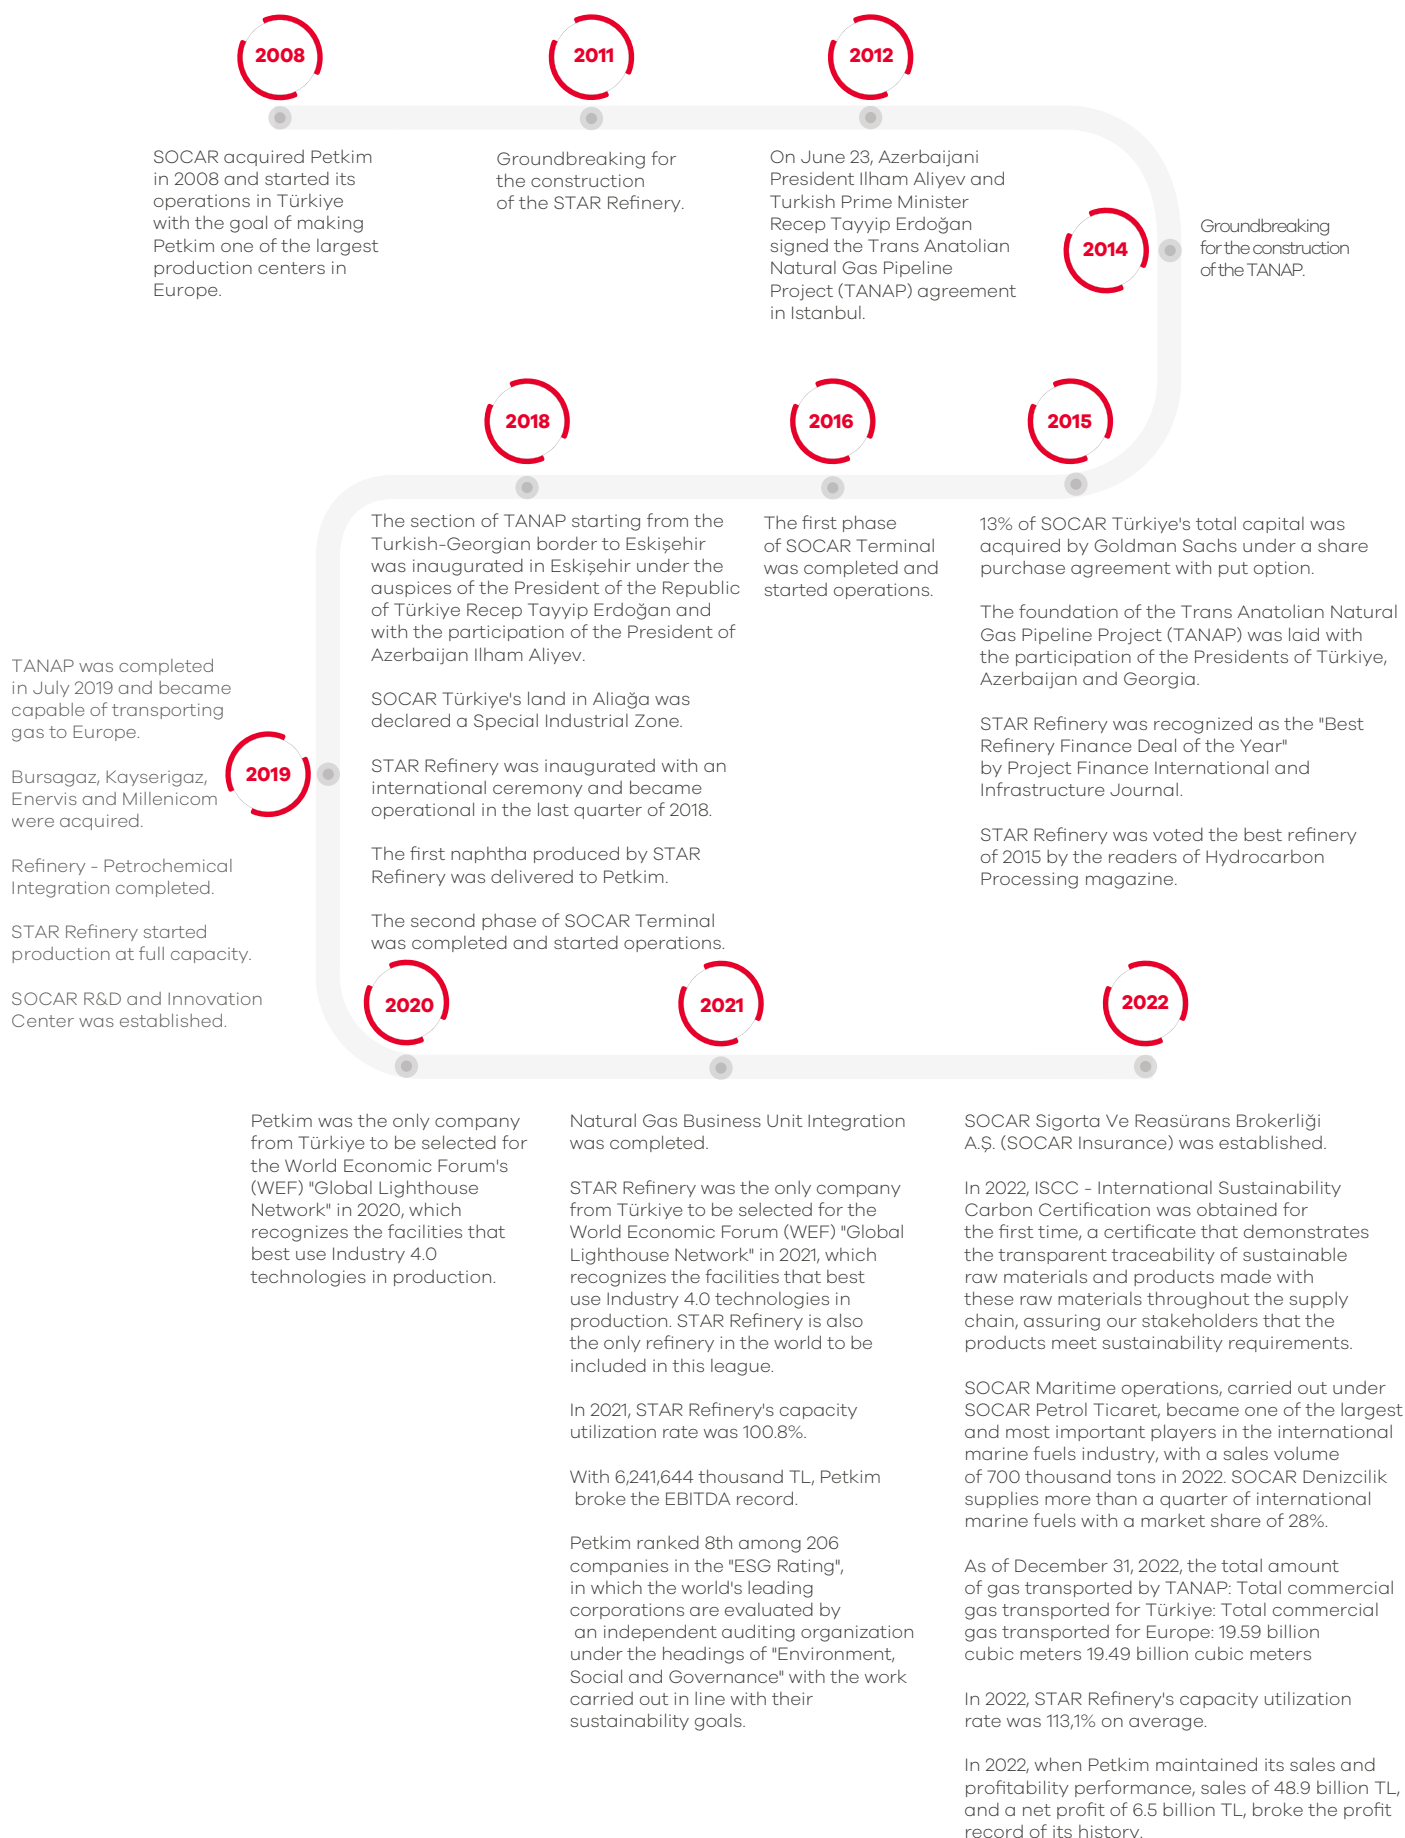 2008
SOCAR acquired Petkim
in 2008 and started its
operations in Türkiye
with the goal of making
Petkim one of the largest
production centers in
Europe.
2011
Groundbreaking for
the construction
of the STAR Refinery.
2012
On June 23, Azerbaijani
President Ilham Aliyev and
Turkish Prime Minister
Recep Tayyip Erdoğan
signed the Trans Anatolian
Natural Gas Pipeline
Project (TANAP) agreement
in Istanbul.
2014
Groundbreaking
for the construction
of the TANAP.
2015
13% of SOCAR Türkiye's total capital was
acquired by Goldman Sachs under a share
purchase agreement with put option.
The foundation of the Trans Anatolian Natural
Gas Pipeline Project (TANAP) was laid with
the participation of the Presidents of Türkiye,
Azerbaijan and Georgia.
STAR Refinery was recognized as the "Best
Refinery Finance Deal of the Year"
by Project Finance International and
Infrastructure Journal.
STAR Refinery was voted the best refinery
of 2015 by the readers of Hydrocarbon
Processing magazine.
2016
The first phase
of SOCAR Terminal
was completed and
started operations.
2018
The section of TANAP starting from the
Turkish-Georgian border to Eskişehir
was inaugurated in Eskişehir under the
auspices of the President of the Republic
of Türkiye Recep Tayyip Erdoğan and
with the participation of the President of
Azerbaijan Ilham Aliyev.
SOCAR Türkiye's land in Aliağa was
declared a Special Industrial Zone.
STAR Refinery was inaugurated with an
international ceremony and became
operational in the last quarter of 2018.
The first naphtha produced by STAR
Refinery was delivered to Petkim.
The second phase of SOCAR Terminal
was completed and started operations.
2019
TANAP was completed
in July 2019 and became
capable of transporting
gas to Europe.
Bursagaz, Kayserigaz,
Enervis and Millenicom
were acquired.
Refinery - Petrochemical
Integration completed.
STAR Refinery started
production at full capacity.
SOCAR R&D and Innovation
Center was established.
2020
Petkim was the only company
from Türkiye to be selected for
the World Economic Forum's
(WEF) "Global Lighthouse
Network" in 2020, which
recognizes the facilities that
best use Industry 4.0
technologies in production.
2021
Natural Gas Business Unit Integration
was completed.
STAR Refinery was the only company
from Türkiye to be selected for the
World Economic Forum (WEF) "Global
Lighthouse Network" in 2021, which
recognizes the facilities that best
use Industry 4.0 technologies in
production. STAR Refinery is also
the only refinery in the world to be
included in this league.
In 2021, STAR Refinery's capacity
utilization rate was 100.8%.
With 6,241,644 thousand TL, Petkim
broke the EBITDA record.
Petkim ranked 8th among 206
companies in the "ESG Rating",
in which the world's leading
corporations are evaluated by
an independent auditing organization
under the headings of "Environment,
Social and Governance" with the work
carried out in line with their
sustainability goals.
2022
SOCAR Sigorta Ve Reasürans Brokerliği
A.Ş. (SOCAR Insurance) was established.
In 2022, ISCC - International Sustainability
Carbon Certification was obtained for
the first time, a certificate that demonstrates
the transparent traceability of sustainable
raw materials and products made with
these raw materials throughout the supply
chain, assuring our stakeholders that the
products meet sustainability requirements.
SOCAR Maritime operations, carried out under
SOCAR Petrol Ticaret, became one of the largest
and most important players in the international
marine fuels industry, with a sales volume
of 700 thousand tons in 2022. SOCAR Denizcilik
supplies more than a quarter of international
marine fuels with a market share of 28%.
As of December 31, 2022, the total amount
of gas transported by TANAP: Total commercial
gas transported for Türkiye: Total commercial
gas transported for Europe: 19.59 billion
cubic meters 19.49 billion cubic meters
In 2022, STAR Refinery's capacity utilization
rate was 113,1% on average.
In 2022, when Petkim maintained its sales and
profitability performance, sales of 48.9 billion TL,
and a net profit of 6.5 billion TL, broke the profit
record of its history.